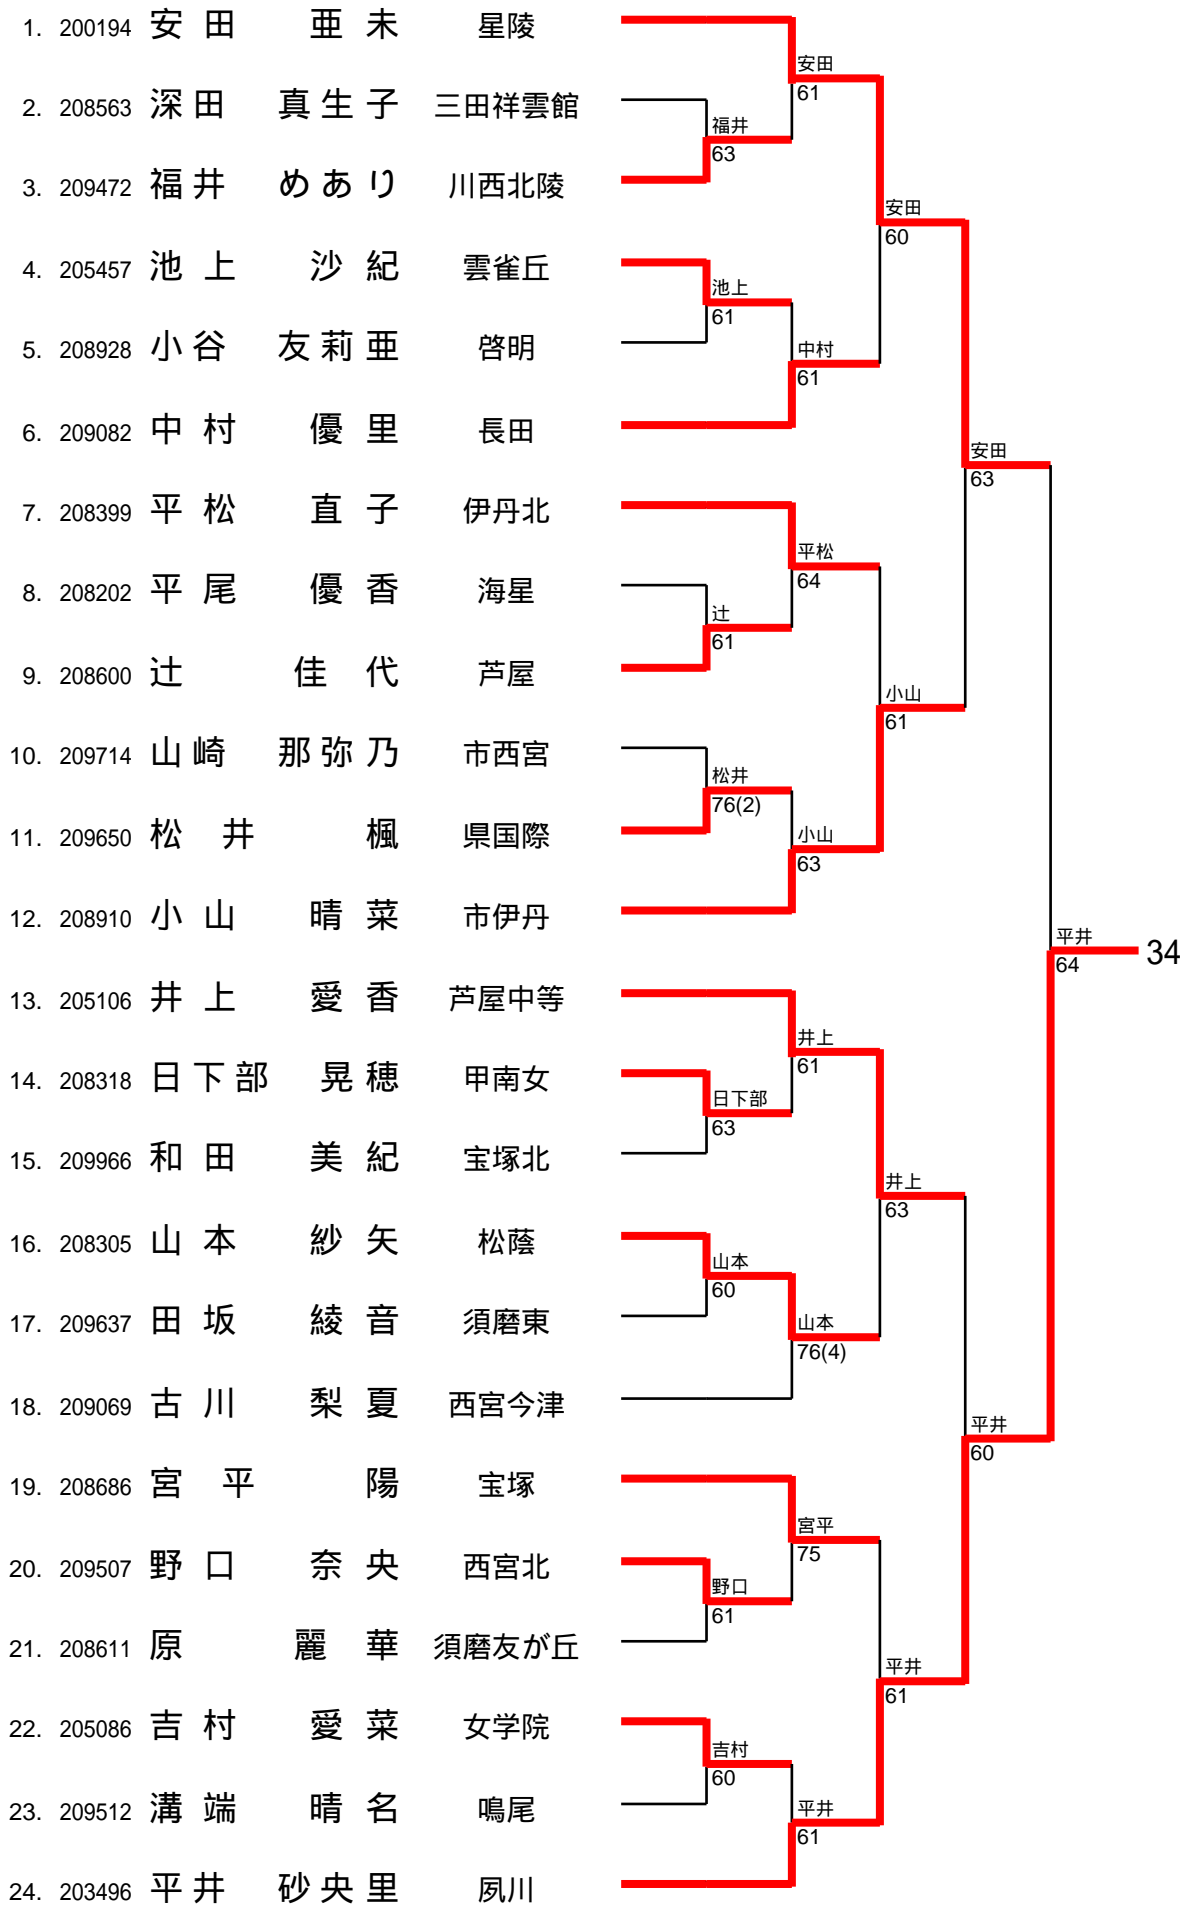 1. 200194 安田 亜未 星陵
安田
61
2. 208563 深田 真生子 三田祥雲館
福井
63
3. 209472 福井 めあり 川西北陵
安田
60
4. 205457 池上 沙紀 雲雀丘
池上
61
5. 208928 小谷 友莉亜 啓明
中村
61
6. 209082 中村 優里 長田
安田
63
7. 208399 平松 直子 伊丹北
平松
64
8. 208202 平尾 優香 海星
辻
61
9. 208600 辻 佳代 芦屋
小山
61
10. 209714 山崎 那弥乃 市西宮
松井
76(2)
11. 209650 松井 楓 県国際
小山
63
12. 208910 小山 晴菜 市伊丹
平井
64
34
13. 205106 井上 愛香 芦屋中等
井上
61
14. 208318 日下部 晃穂 甲南女
日下部
63
15. 209966 和田 美紀 宝塚北
井上
63
16. 208305 山本 紗矢 松蔭
山本
60
17. 209637 田坂 綾音 須磨東
山本
76(4)
18. 209069 古川 梨夏 西宮今津
平井
60
19. 208686 宮平 陽 宝塚
宮平
75
20. 209507 野口 奈央 西宮北
野口
61
21. 208611 原 麗華 須磨友が丘
平井
61
22. 205086 吉村 愛菜 女学院
吉村
60
23. 209512 溝端 晴名 鳴尾
平井
61
24. 203496 平井 砂央里 夙川